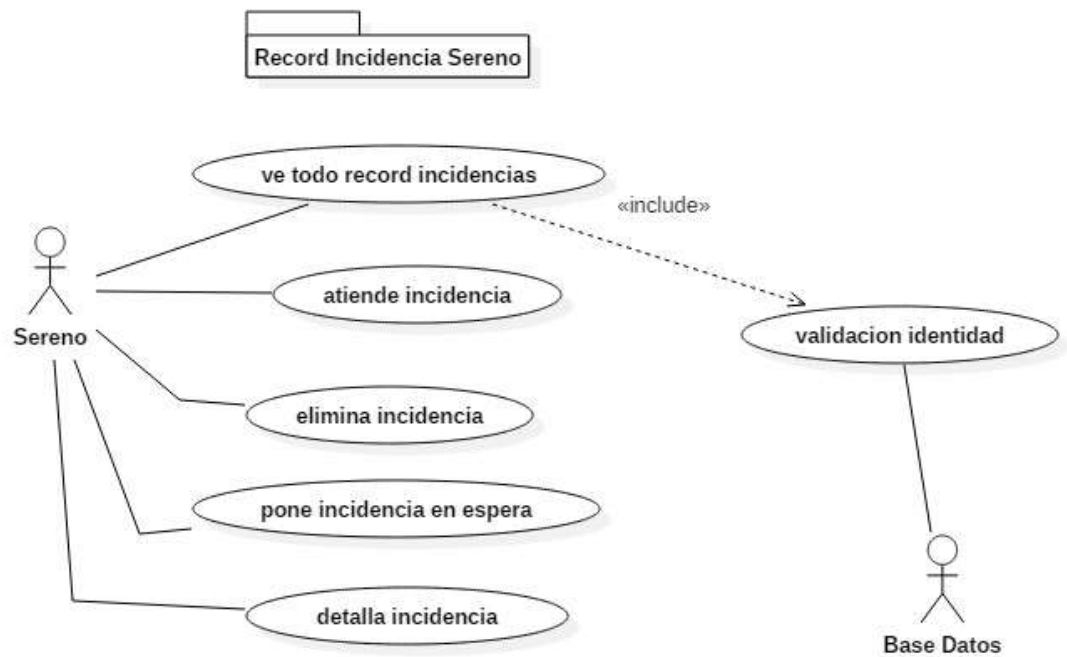 Record Incidencia Sereno
ve todo record incidencias
«include»
atiende incidencia
Sereno
validacion identidad
elimina incidencia
pone incidencia en espera
detalla incidencia
Base Datos